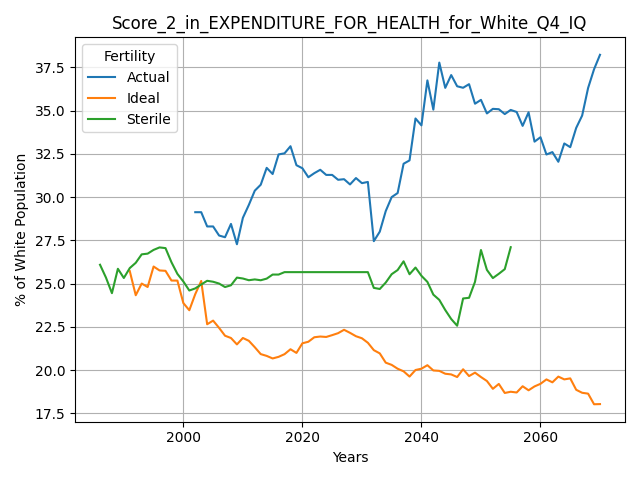 Score_2_in_EXPENDITURE_FOR_HEALTH_for_White_Q4_IQ
Fertility
Actual
Ideal
Sterile
% of White Population
37.5
35.0
32.5
30.0
27.5
25.0
22.5
20.0
17.5
2000
2020
2040
2060
Years